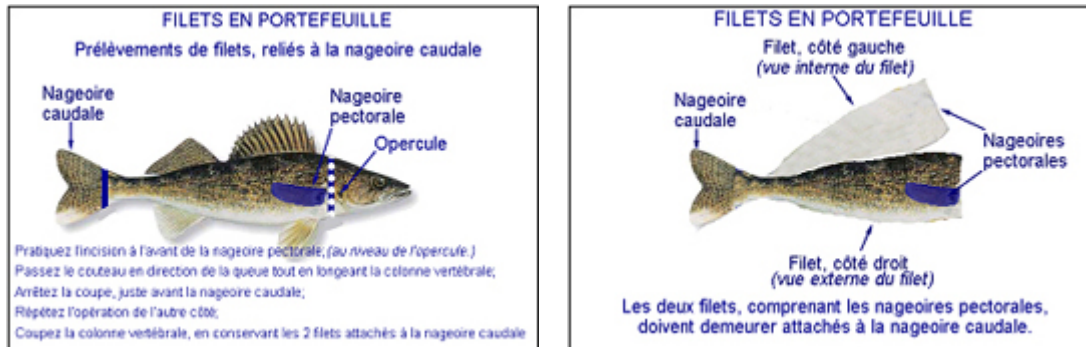 FILETS EN PORTEFEUILLE
Prélèvements de filets, reliés à la nageoire caudale
Nageoire
caudale
Nageoire
pectorale
Opercule
Pratiquez l'incision à l'avant de la nageoire pectorale; (au niveau de l'opercule.)
Passez le couteau en direction de la queue tout en longeant la colonne vertébrale;
Arrêtez la coupe, juste avant la nageoire caudale;
Répétez l'opération de l'autre côté;
Coupez la colonne vertébrale, en conservant les 2 filets attachés à la nageoire caudale
FILETS EN PORTEFEUILLE
Filet, côté gauche
(vue interne du filet)
Nageoire
caudale
Nageoires
pectorales
Filet, côté droit
(vue externe du filet)
Les deux filets, comprenant les nageoires pectorales,
doivent demeurer attachés à la nageoire caudale.